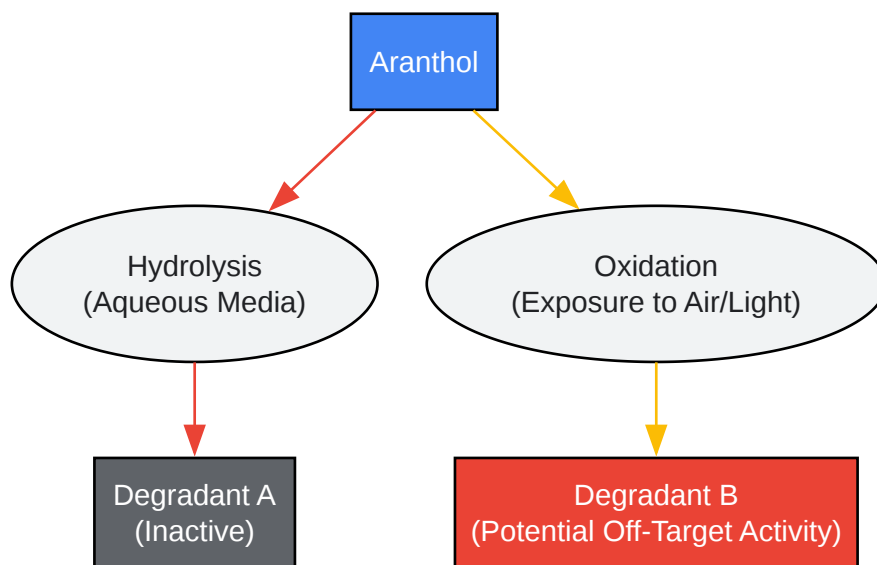 Aranthol
Hydrolysis
(Aqueous Media)
Oxidation
(Exposure to Air/Light)
Degradant A
(Inactive)
Degradant B
(Potential Off-Target Activity)